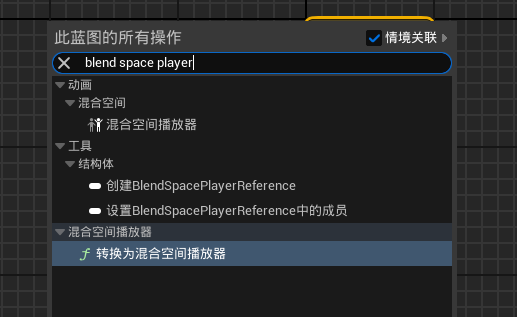 此蓝图的所有操作
情境关联
blend space player
动画
混合空间
混合空间播放器
工具
结构体
创建BlendSpacePlayerReference
设置BlendSpacePlayerReference中的成员
混合空间播放器
转换为混合空间播放器